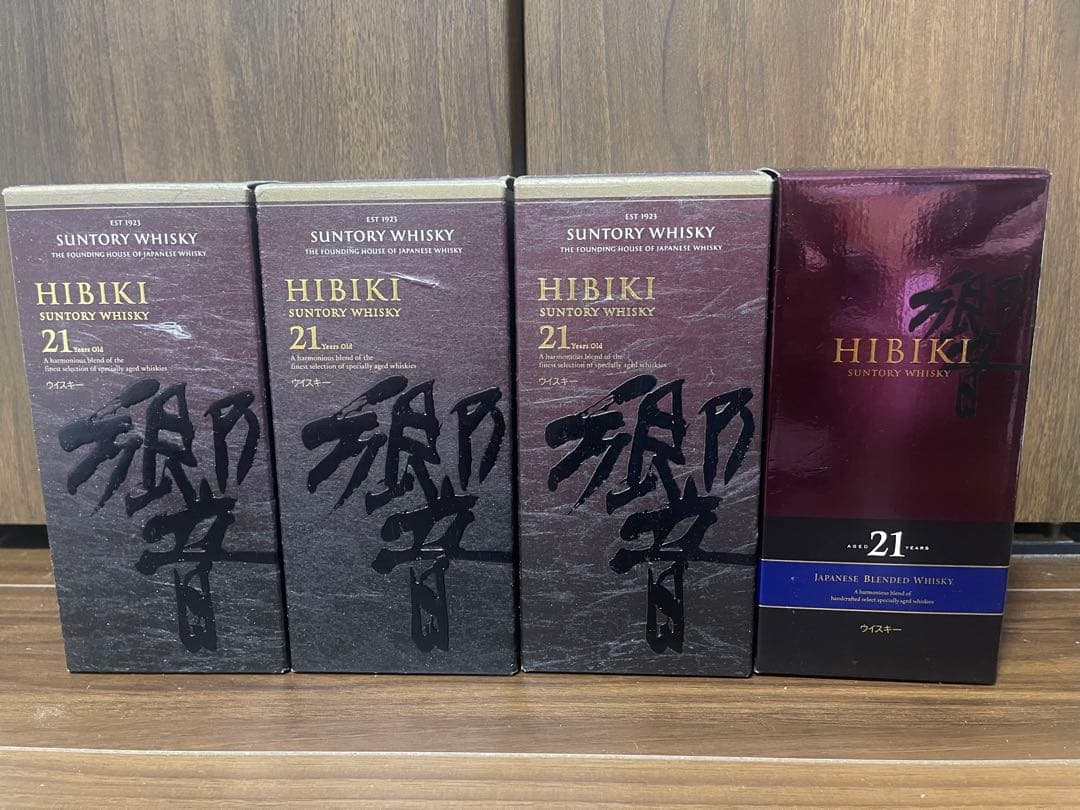 EST 1923
SUNTORY WHISKY
THE FOUNDING HOUSE OF JAPANESE WHISKY
HIBIKI
SUNTORY WHISKY
21 Years Old
A harmonious blend of the
finest selection of specially aged whiskies
ウイスキー
響
EST 1923
SUNTORY WHISKY
THE FOUNDING HOUSE OF JAPANESE WHISKY
HIBIKI
SUNTORY WHISKY
21 Years Old
A harmonious blend of the
finest selection of specially aged whiskies
ウイスキー
響
EST 1923
SUNTORY WHISKY
THE FOUNDING HOUSE OF JAPANESE WHISKY
HIBIKI
SUNTORY WHISKY
21 Years Old
A harmonious blend of the
finest selection of specially aged whiskies
ウイスキー
響
響
HIBIKI
SUNTORY WHISKY
AGED 21 YEARS
JAPANESE BLENDED WHISKY
A harmonious blend of
handcrafted select specially aged whiskies
ウイスキー